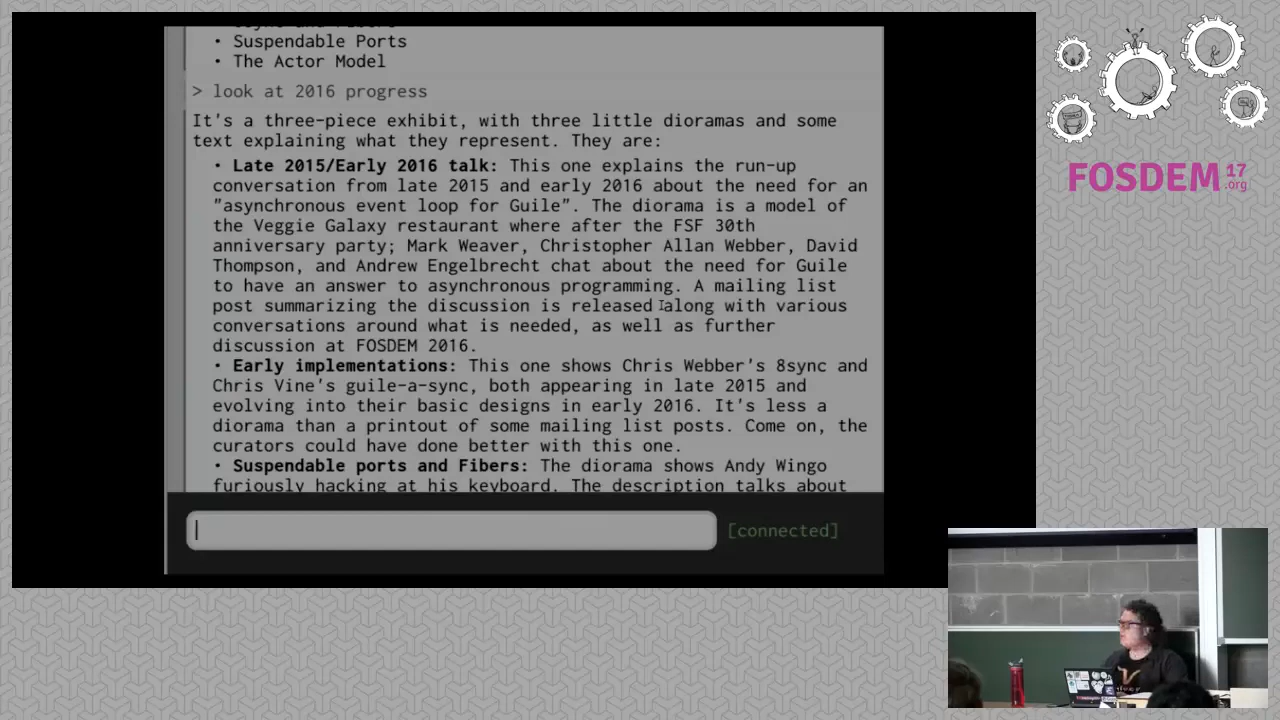 • Suspendable Ports
• The Actor Model
> look at 2016 progress
It's a three-piece exhibit, with three little dioramas and some
text explaining what they represent. They are:
• Late 2015/Early 2016 talk: This one explains the run-up
conversation from late 2015 and early 2016 about the need for an
"asynchronous event loop for Guile". The diorama is a model of
the Veggie Galaxy restaurant where after the FSF 30th
anniversary party; Mark Weaver, Christopher Allan Webber, David
Thompson, and Andrew Engelbrecht chat about the need for Guile
to have an answer to asynchronous programming. A mailing list
post summarizing the discussion is released along with various
conversations around what is needed, as well as further
discussion at FOSDEM 2016.
• Early implementations: This one shows Chris Webber's 8sync and
Chris Vine's guile-a-sync, both appearing in late 2015 and
evolving into their basic designs in early 2016. It's less a
diorama than a printout of some mailing list posts. Come on, the
curators could have done better with this one.
• Suspendable ports and Fibers: The diorama shows Andy Wingo
furiously hacking at his keyboard. The description talks about
[connected]
FOSDEM 17
.org